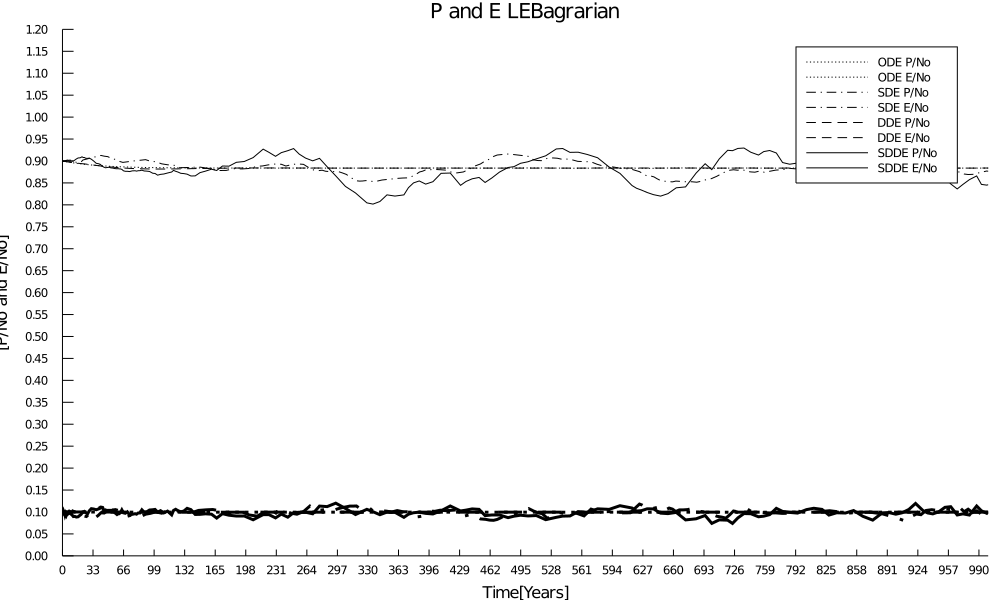 P and E LEBagrarian
1.20
1.15
1.10
1.05
1.00
0.95
0.90
0.85
0.80
0.75
0.70
0.65
0.60
0.55
0.50
0.45
0.40
0.35
0.30
0.25
0.20
0.15
0.10
0.05
0.00
[P/No and E/No]
ODE P/No
ODE E/No
SDE P/No
SDE E/No
DDE P/No
DDE E/No
SDDE P/No
SDDE E/No
0 33 66 99 132 165 198 231 264 297 330 363 396 429 462 495 528 561 594 627 660 693 726 759 792 825 858 891 924 957 990
Time[Years]